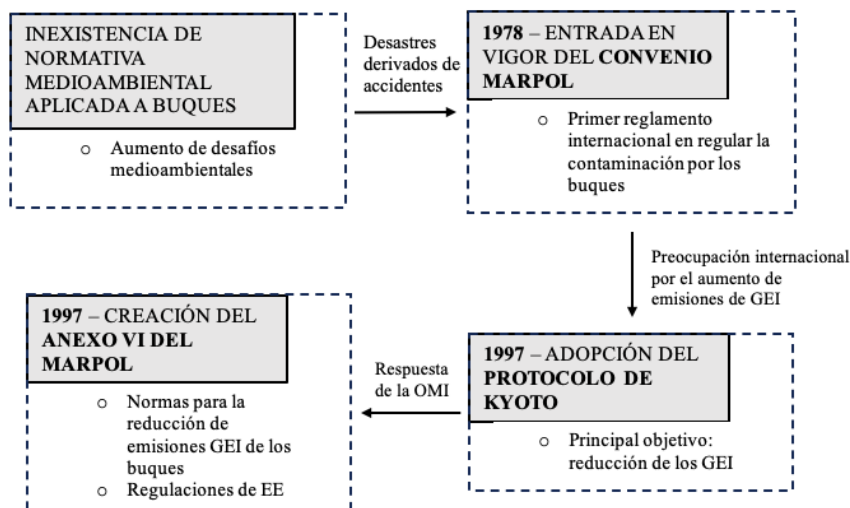 INEXISTENCIA DE
NORMATIVA
MEDIOAMBIENTAL
APLICADA A BUQUES
o Aumento de desafíos
medioambientales
Desastres
derivados de
accidentes
1978 – ENTRADA EN
VIGOR DEL CONVENIO
MARPOL
o Primer reglamento
internacional en regular la
contaminación por los
buques
Preocupación internacional
por el aumento de
emisiones de GEI
1997 – ADOPCIÓN DEL
PROTOCOLO DE
KYOTO
o Principal objetivo:
reducción de los GEI
Respuesta
de la OMI
1997 – CREACIÓN DEL
ANEXO VI DEL
MARPOL
o Normas para la
reducción de
emisiones GEI de los
buques
o Regulaciones de EE